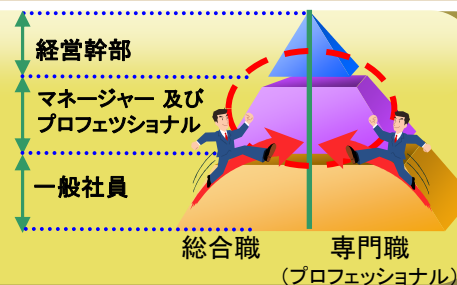 経営幹部
マネージャー 及び
プロフェツショナル
一般社員
総合職
専門職
(プロフェッショナル)